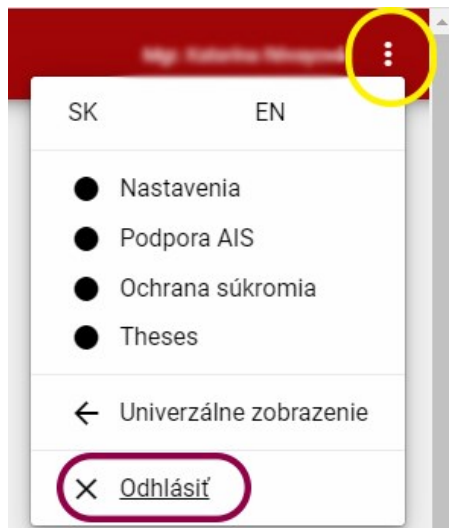 SK EN
Nastavenia
Podpora AIS
Ochrana súkromia
Theses
Univerzálne zobrazenie
Odhlásiť